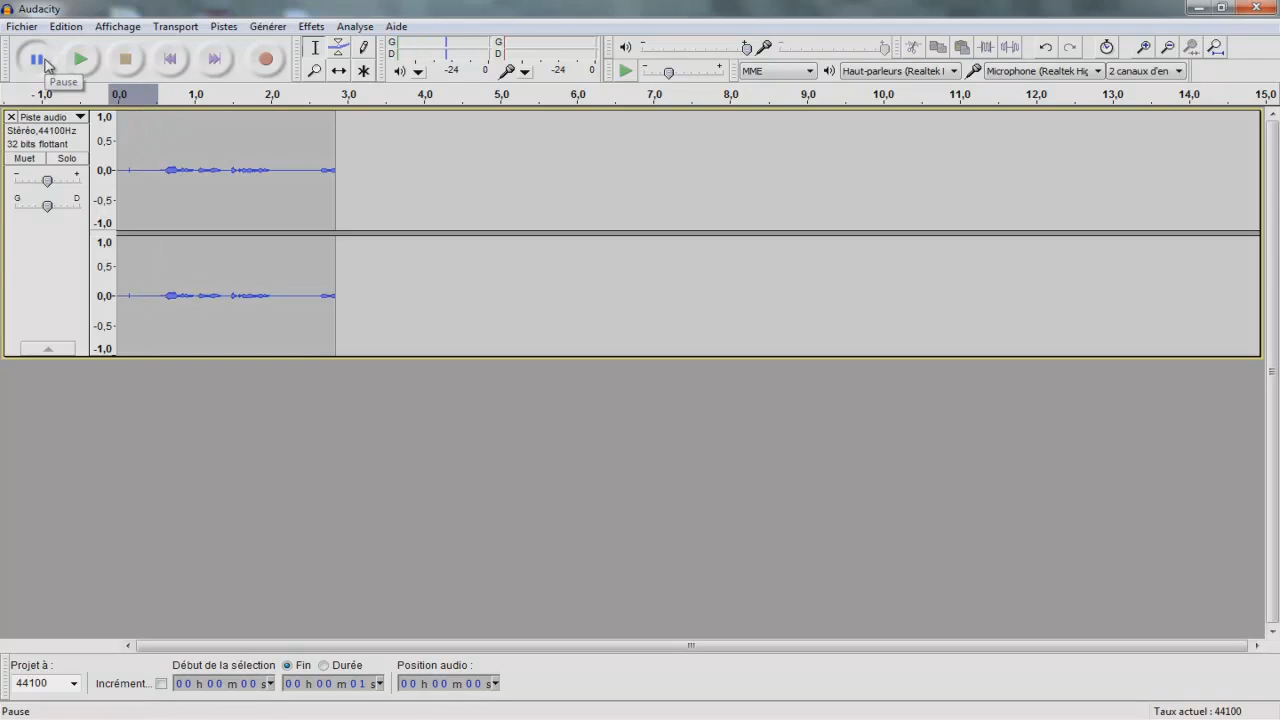 Audacity
Fichier Edition Affichage Transport Pistes Générer Effets Analyse Aide
G G
D D
-24 0 -24 0
MME Haut-parleurs (Realtek Microphone (Realtek Hig 2 canaux d'en
Pause
-1,0 0,0 1,0 2,0 3,0 4,0 5,0 6,0 7,0 8,0 9,0 10,0 11,0 12,0 13,0 14,0 15,0
Piste audio 1,0
Stéréo,44100Hz 0,5-
32 bits flottant
Muet Solo 0,0-
- +
G D -0,5-
-1,0
1,0
0,5-
0,0-
-0,5-
-1,0
Projet à : Début de la sélection Fin Durée Position audio :
44100 Incrément... 00 h 00 m 00 s 00 h 00 m 01 s 00 h 00 m 00 s
Pause Taux actuel : 44100